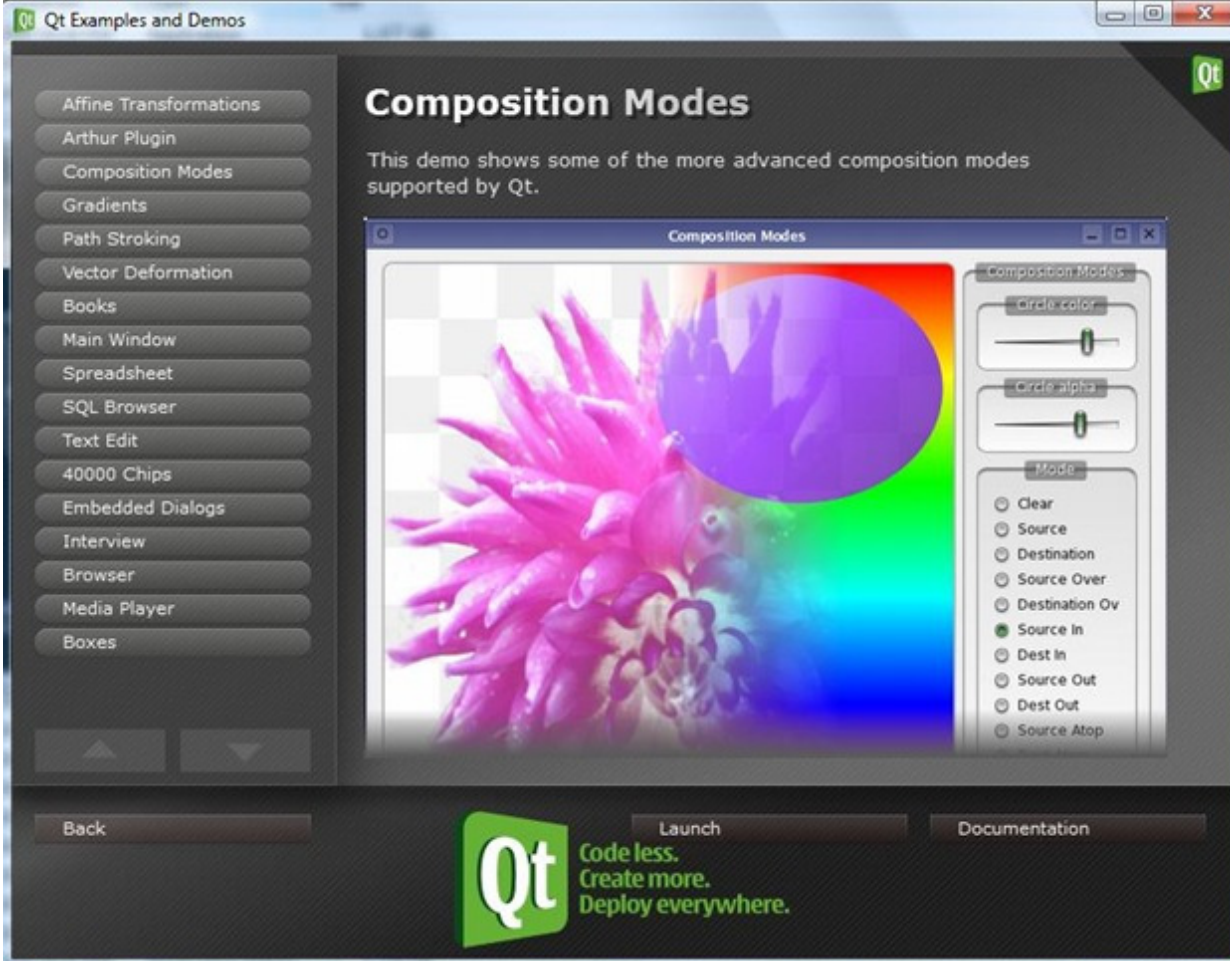 Qt Examples and Demos
Qt
Affine Transformations
Arthur Plugin
Composition Modes
Gradients
Path Stroking
Vector Deformation
Books
Main Window
Spreadsheet
SQL Browser
Text Edit
40000 Chips
Embedded Dialogs
Interview
Browser
Media Player
Boxes
Composition Modes
This demo shows some of the more advanced composition modes
supported by Qt.
Composition Modes
Composition Modes
Circle color
Circle alpha
Mode
Clear
Source
Destination
Source Over
Destination Ov
Source In
Dest In
Source Out
Dest Out
Source Atop
Back
Launch
Documentation
Qt
Code less.
Create more.
Deploy everywhere.